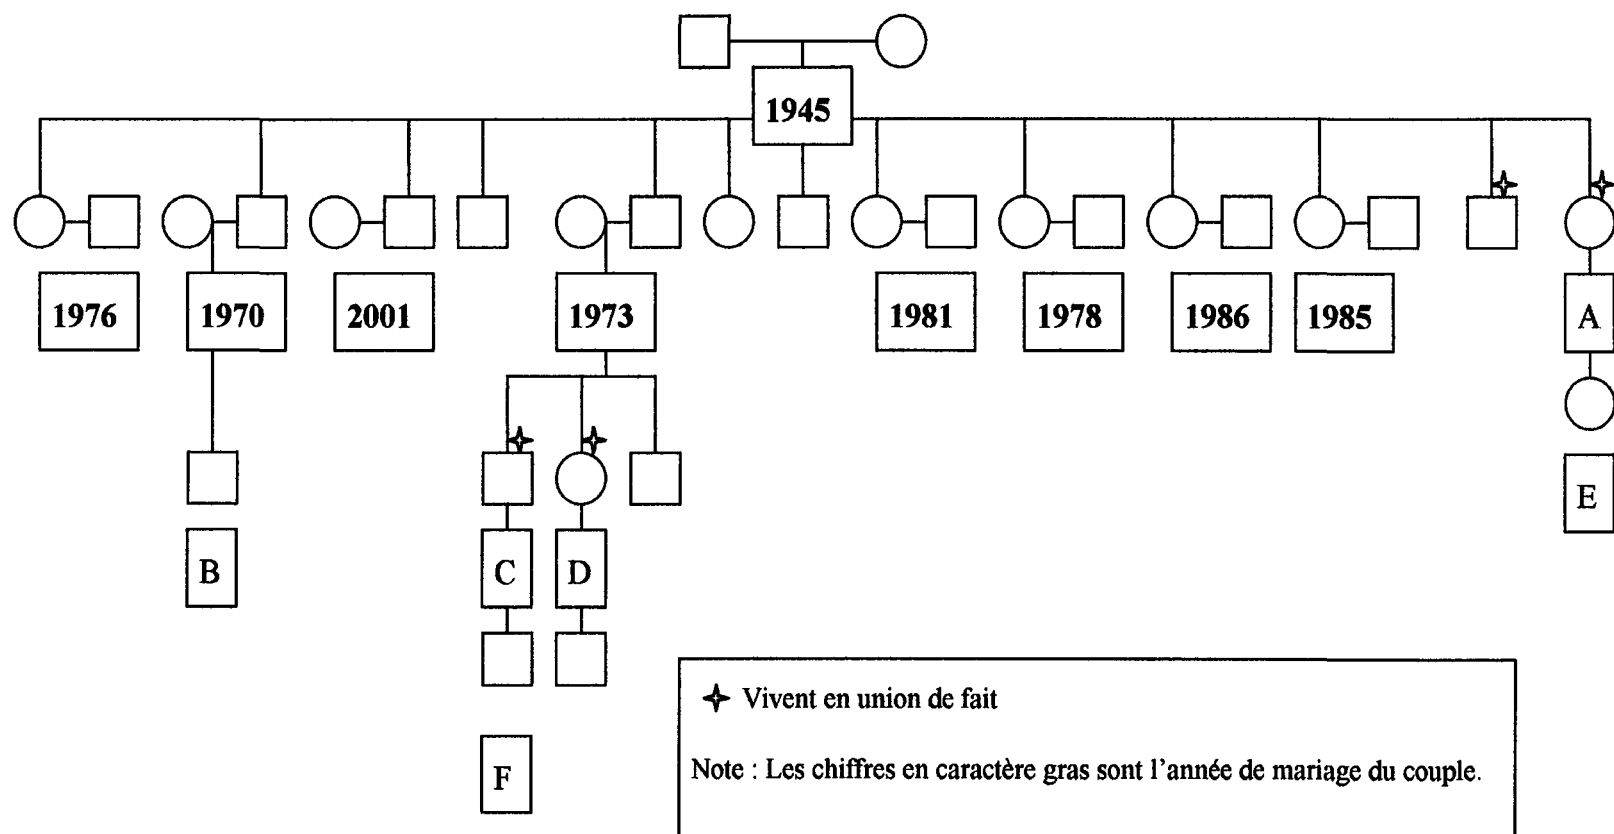 1945
1976
1970
2001
1973
1981
1978
1986
1985
A
E
B
C
D
F
Vivent en union de fait
Note : Les chiffres en caractère gras sont l'année de mariage du couple.